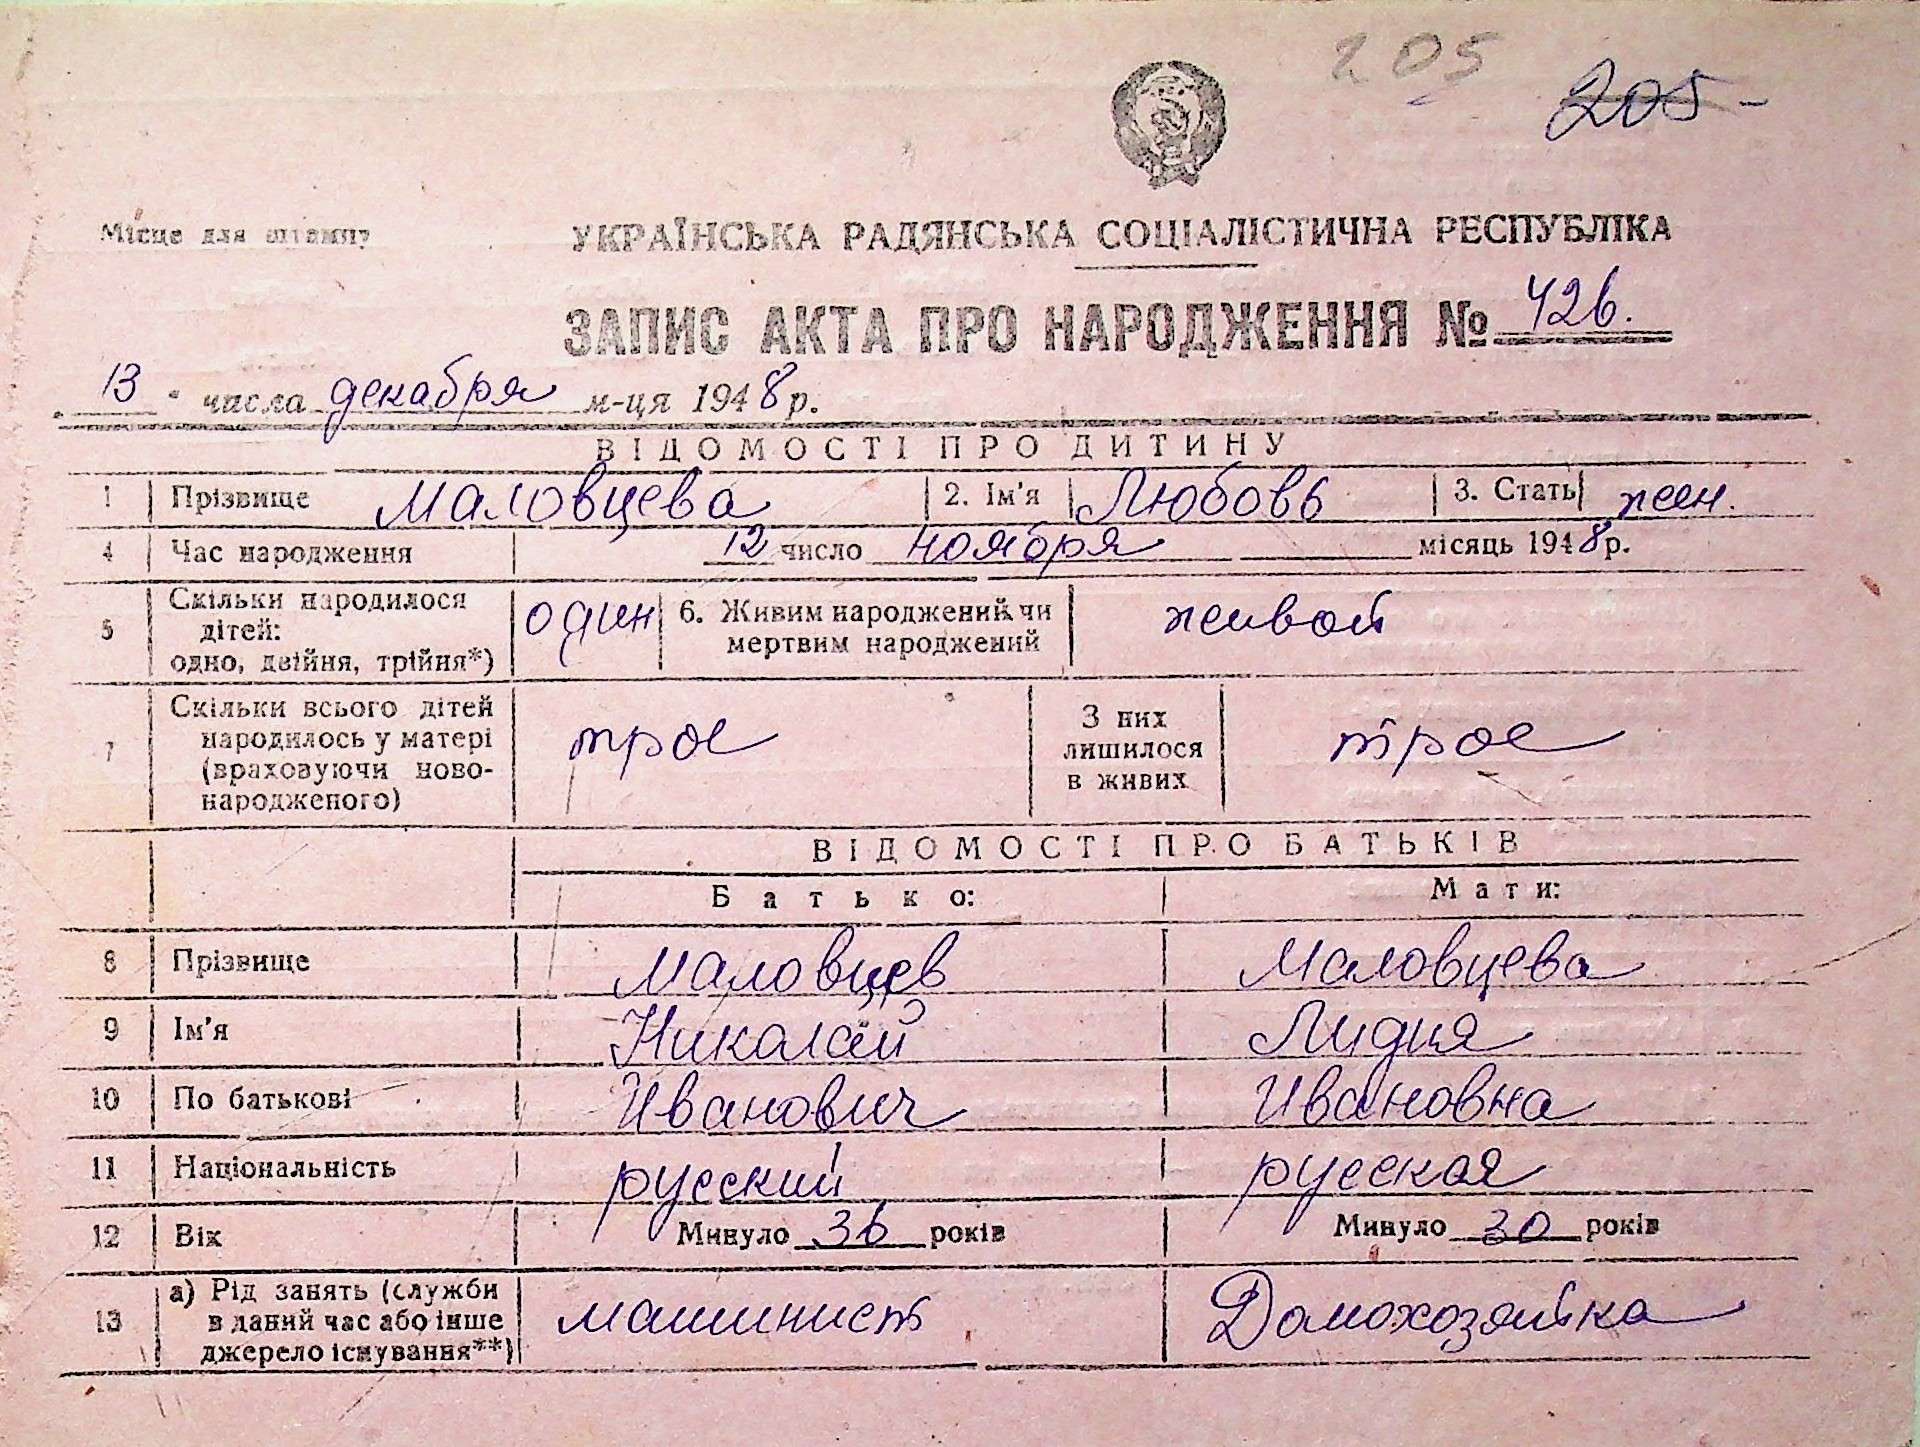 205
205 -
Місце для штампу
УКРАЇНСЬКА РАДЯНСЬКА СОЦІАЛІСТИЧНА РЕСПУБЛІКА
ЗАПИС АКТА ПРО НАРОДЖЕННЯ № 426.
13 " числа декабря м-ця 1948 р.
ВІДОМОСТІ ПРО ДИТИНУ
1 Прізвище Маловцева 2. Ім'я Любовь 3. Стать жен.
4 Час народження 12 число ноября місяць 1948 р.
5 Скільки народилося дітей: одно, двійня, трійня*) один 6. Живим народжений чи мертвим народжений живой
7 Скільки всього дітей народилось у матері (враховуючи новонародженого) трое З них лишилося в живих трое
ВІДОМОСТІ ПРО БАТЬКІВ
Батько: Мати:
8 Прізвище Маловцев Маловцева
9 Ім'я Николай Лидия
10 По батькові Иванович Ивановна
11 Національність русский русская
12 Вік Минуло 36 років Минуло 30 років
13 а) Рід занять (служби в даний час або інше джерело існування**) машинист Домохозяйка